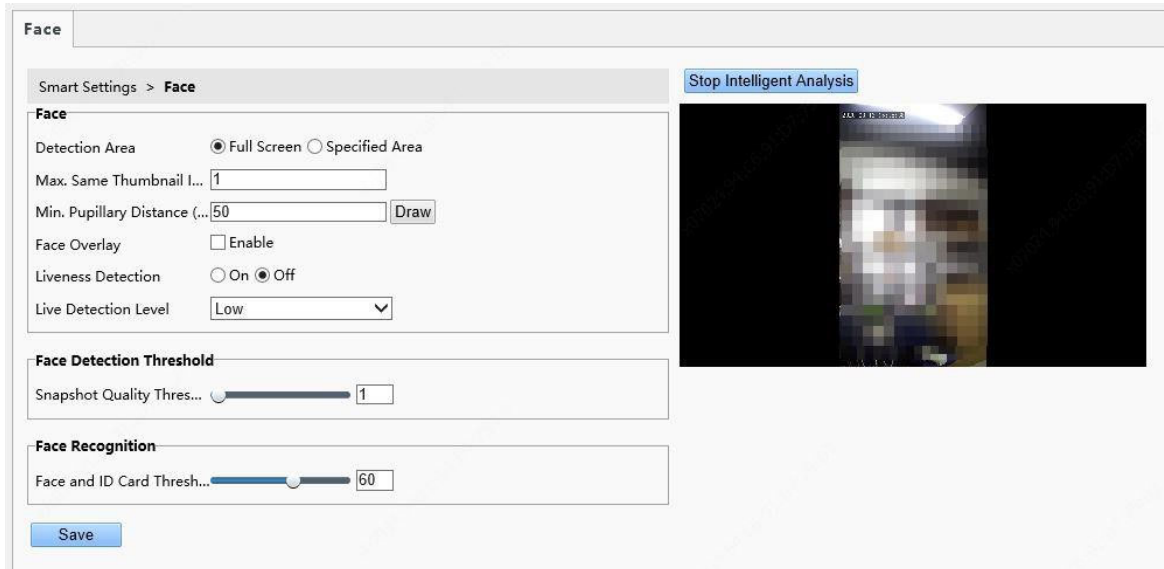 Face
Smart Settings > Face
Stop Intelligent Analysis
Face
Detection Area Full Screen Specified Area
Max. Same Thumbnail I... 1
Min. Pupillary Distance (... 50 Draw
Face Overlay Enable
Liveness Detection On Off
Live Detection Level Low
Face Detection Threshold
Snapshot Quality Thres... 1
Face Recognition
Face and ID Card Thresh... 60
Save